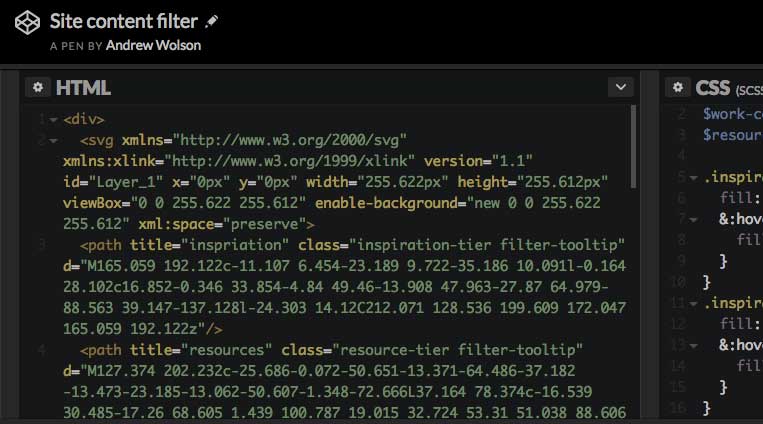 Site content filter
A PEN BY Andrew Wolson
HTML
1 <div>
2 <svg xmlns="http://www.w3.org/2000/svg"
xmlns:xlink="http://www.w3.org/1999/xlink" version="1.1"
id="Layer_1" x="0px" y="0px" width="255.622px" height="255.612px"
viewBox="0 0 255.622 255.612" enable-background="new 0 0 255.622
255.612" xml:space="preserve">
3 <path title="inspriation" class="inspiration-tier filter-tooltip"
d="M165.059 192.122c-11.107 6.454-23.189 9.722-35.186 10.091l-0.164
28.102c16.852-0.346 33.854-4.84 49.46-13.908 47.963-27.87 64.979-
88.563 39.147-137.128l-24.303 14.12C212.071 128.536 199.609 172.047
165.059 192.122z"/>
4 <path title="resources" class="resource-tier filter-tooltip"
d="M127.374 202.232c-25.686-0.072-50.651-13.371-64.486-37.182
-13.473-23.185-13.062-50.607-1.348-72.666L37.164 78.374c-16.539
30.485-17.26 68.605 1.439 100.787 19.015 32.724 53.31 51.038 88.606
CSS (SCSS
2 $work-co
3 $resour
4
5 .inspira
6 fill:
7 &:hove
8 fil
9 }
10 }
11 .inspira
12 fill:
13 &:hove
14 fil
15 }
16 }